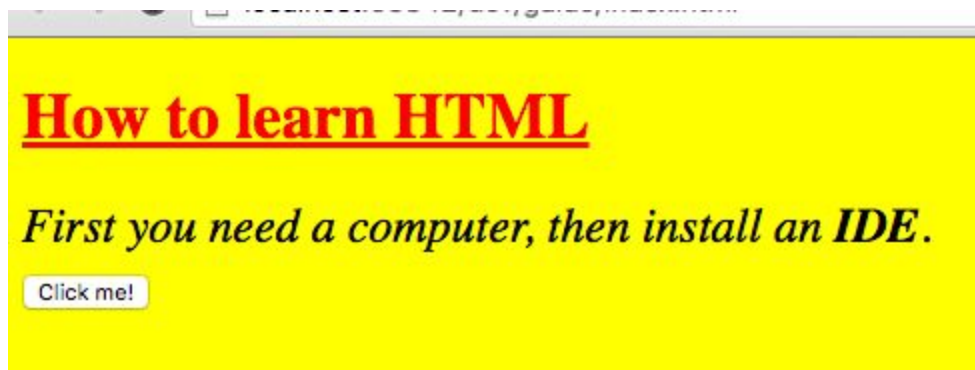 How to learn HTML
First you need a computer, then install an IDE.
Click me!